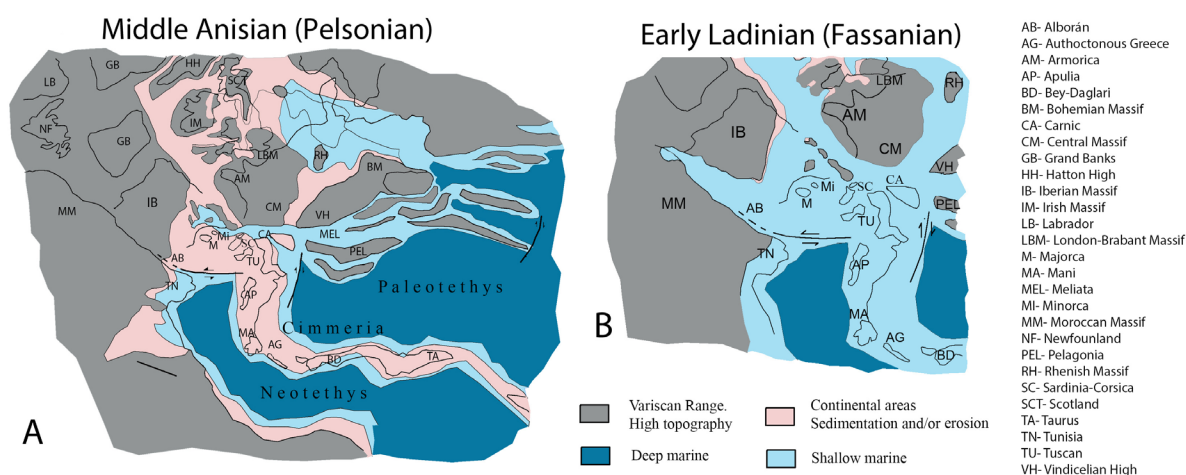 Middle Anisian (Pelsonian)
GB
HH
LB
SCT
NF
IM
GB
LBM
RH
BM
AM
IB
CM
MM
VH
MEL
Mi
CA
M
SC
PEL
AB
TU
TN
AP
Paleotethys
Cimmeria
MA
AG
BD
TA
Neotethys
A
Early Ladinian (Fassanian)
LBM
RH
AM
IB
CM
VH
Mi
SC
CA
M
MM
AB
PEL
TU
TN
AP
MA
AG
BD
B
Variscan Range.
High topography
Continental areas
Sedimentation and/or erosion
Deep marine
Shallow marine
AB- Alborán
AG- Authoctonous Greece
AM- Armorica
AP- Apulia
BD- Bey-Daglari
BM- Bohemian Massif
CA- Carnic
CM- Central Massif
GB- Grand Banks
HH- Hatton High
IB- Iberian Massif
IM- Irish Massif
LB- Labrador
LBM- London-Brabant Massif
M- Majorca
MA- Mani
MEL- Meliata
MI- Minorca
MM- Moroccan Massif
NF- Newfounland
PEL- Pelagonia
RH- Rhenish Massif
SC- Sardinia-Corsica
SCT- Scotland
TA- Taurus
TN- Tunisia
TU- Tuscan
VH- Vindicelian High